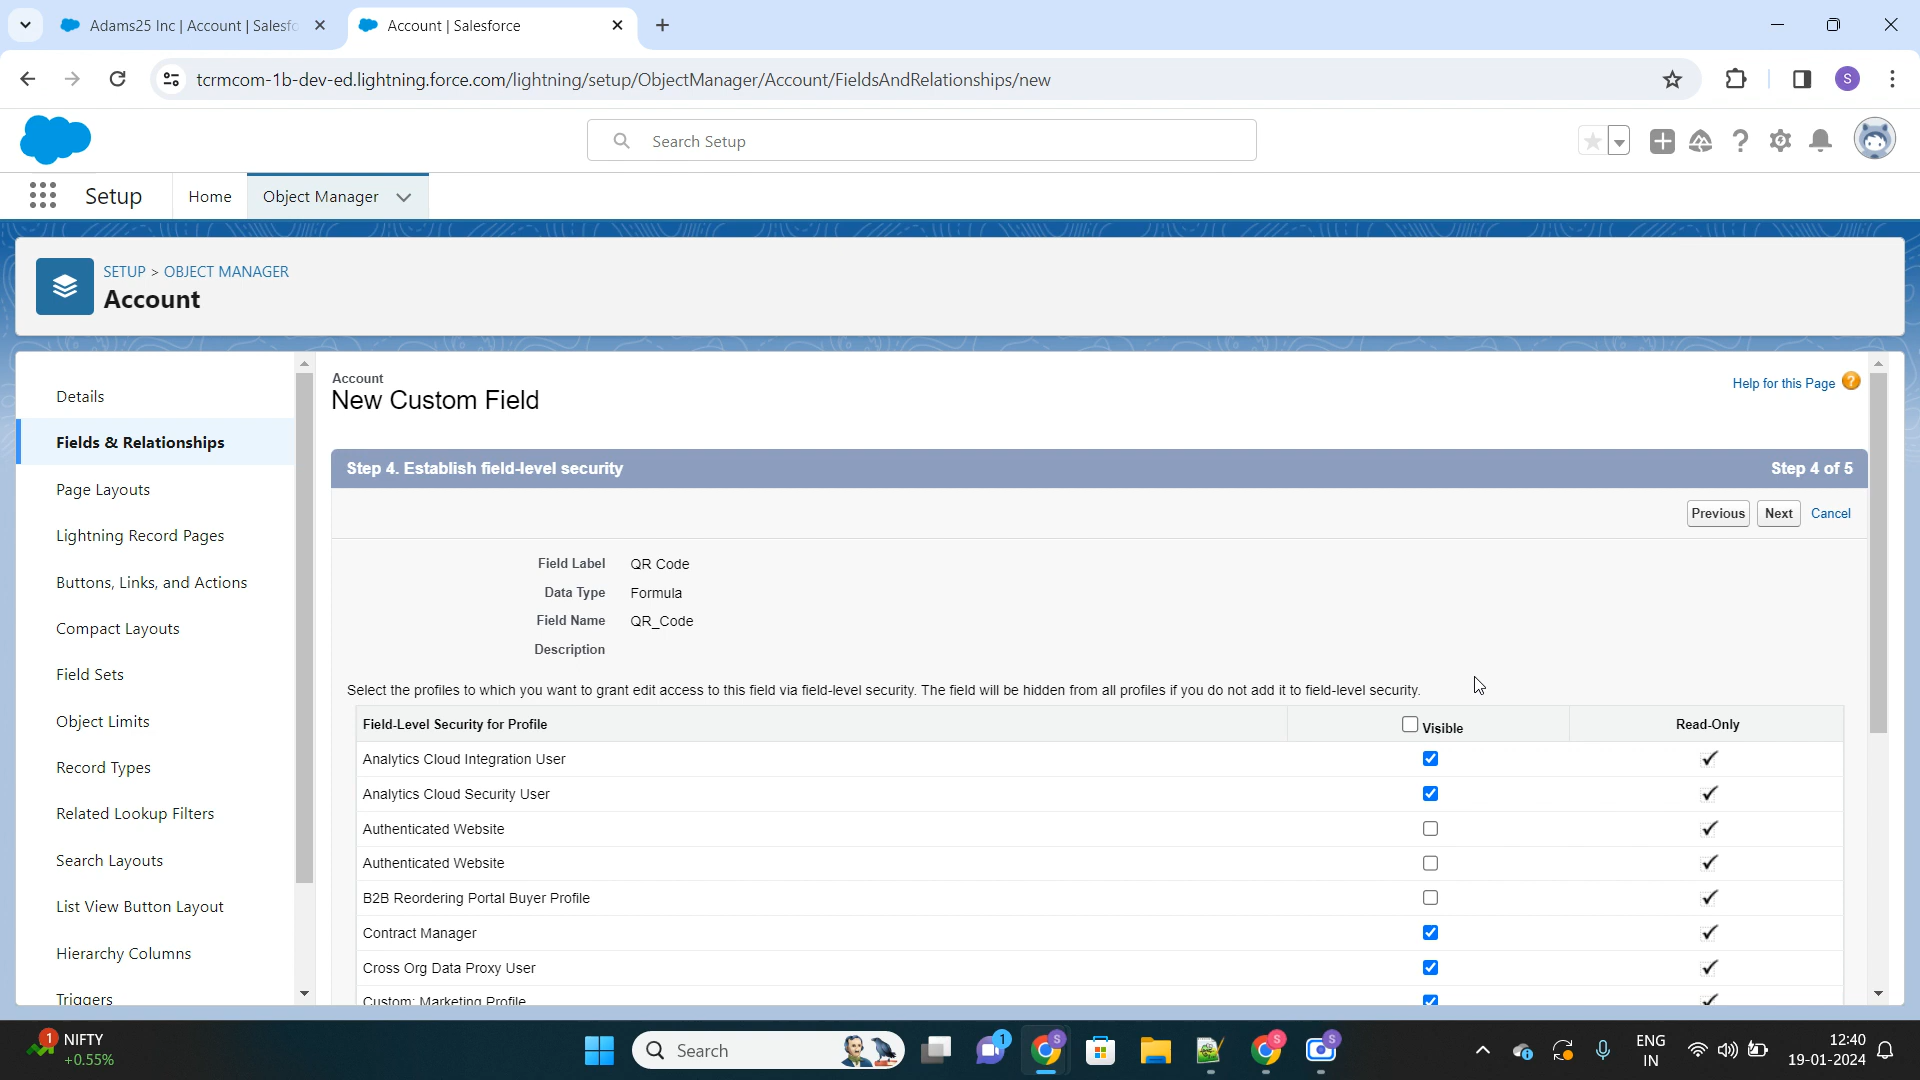 Adams25 Inc | Account | Salesfo
Account | Salesforce
tcrmcom-1b-dev-ed.lightning.force.com/lightning/setup/ObjectManager/Account/FieldsAndRelationships/new
S
Search Setup
Setup
Home
Object Manager
SETUP > OBJECT MANAGER
Account
Details
Fields & Relationships
Page Layouts
Lightning Record Pages
Buttons, Links, and Actions
Compact Layouts
Field Sets
Object Limits
Record Types
Related Lookup Filters
Search Layouts
List View Button Layout
Hierarchy Columns
Triggers
Account
New Custom Field
Help for this Page ?
Step 4. Establish field-level security
Step 4 of 5
Previous
Next
Cancel
Field Label QR Code
Data Type Formula
Field Name QR_Code
Description
Select the profiles to which you want to grant edit access to this field via field-level security. The field will be hidden from all profiles if you do not add it to field-level security.
Field-Level Security for Profile
Visible
Read-Only
Analytics Cloud Integration User
Analytics Cloud Security User
Authenticated Website
Authenticated Website
B2B Reordering Portal Buyer Profile
Contract Manager
Cross Org Data Proxy User
Custom: Marketing Profile
1
NIFTY
+0.55%
Search
1
S
S
S
ENG
IN
12:40
19-01-2024